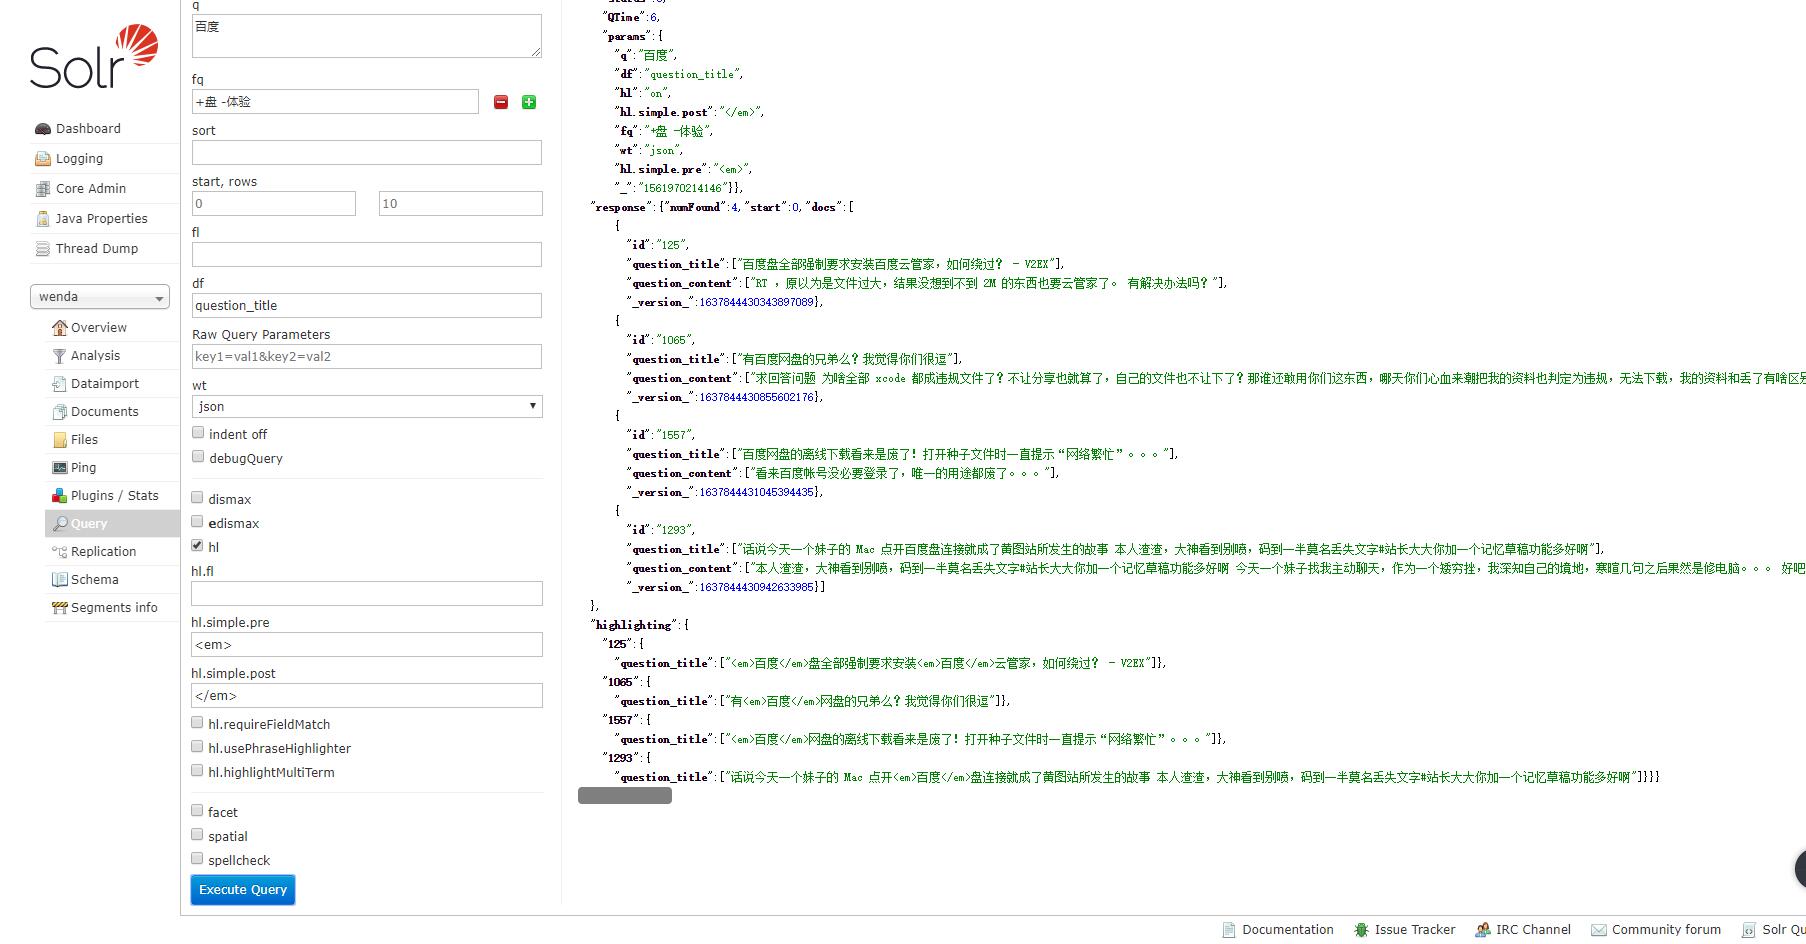 Solr
Dashboard
Logging
Core Admin
Java Properties
Thread Dump
wenda
Overview
Analysis
Dataimport
Documents
Files
Ping
Plugins / Stats
Query
Replication
Schema
Segments info
q
百度
fq
+盘 -体验
sort
start, rows
0
10
fl
df
question_title
Raw Query Parameters
key1=val1&key2=val2
wt
json
indent off
debugQuery
dismax
edismax
hl
hl.fl
hl.simple.pre
<em>
hl.simple.post
</em>
hl.requireFieldMatch
hl.usePhraseHighlighter
hl.highlightMultiTerm
facet
spatial
spellcheck
Execute Query
"QTime":6,
"params":{
"q":"百度",
"df":"question_title",
"hl":"on",
"hl.simple.post":"</em>",
"fq":"+盘 -体验",
"wt":"json",
"hl.simple.pre":"<em>",
"_":"1561970214146"}},
"response":{"numFound":4,"start":0,"docs":[
{
"id":"125",
"question_title":["百度盘全部强制要求安装百度云管家，如何绕过？ - V2EX"],
"question_content":["RT ，原以为是文件过大，结果没想到不到 2M 的东西也要云管家了。 有解决办法吗？"],
"_version_":1637844430343897089},
{
"id":"1065",
"question_title":["有百度网盘的兄弟么？我觉得你们很逗"],
"question_content":["求回答问题 为啥全部 xcode 都成违规文件了？不让分享也就算了，自己的文件也不让下了？那谁还敢用你们这东西，哪天你们心血来潮把我的资料也判定为违规，无法下载，我的资料和丢了有啥区别
"_version_":1637844430855602176},
{
"id":"1557",
"question_title":["百度网盘的离线下载看来是废了！打开种子文件时一直提示“网络繁忙”。。。"],
"question_content":["看来百度帐号没必要登录了，唯一的用途都废了。。。"],
"_version_":1637844431045394435},
{
"id":"1293",
"question_title":["话说今天一个妹子的 Mac 点开百度盘连接就成了黄图站所发生的故事 本人渣渣，大神看到别喷，码到一半莫名丢失文字#站长大大你加一个记忆草稿功能多好啊"],
"question_content":["本人渣渣，大神看到别喷，码到一半莫名丢失文字#站长大大你加一个记忆草稿功能多好啊 今天一个妹子找我主动聊天，作为一个矮穷挫，我深知自己的境地，寒暄几句之后果然是修电脑。。。 好吧
"_version_":1637844430942633985}]
},
"highlighting":{
"125":{
"question_title":["<em>百度</em>盘全部强制要求安装<em>百度</em>云管家，如何绕过？ - V2EX"]},
"1065":{
"question_title":["有<em>百度</em>网盘的兄弟么？我觉得你们很逗"]},
"1557":{
"question_title":["<em>百度</em>网盘的离线下载看来是废了！打开种子文件时一直提示“网络繁忙”。。。"]},
"1293":{
"question_title":["话说今天一个妹子的 Mac 点开<em>百度</em>盘连接就成了黄图站所发生的故事 本人渣渣，大神看到别喷，码到一半莫名丢失文字#站长大大你加一个记忆草稿功能多好啊"]}}}
Documentation
Issue Tracker
IRC Channel
Community forum
Solr Qu